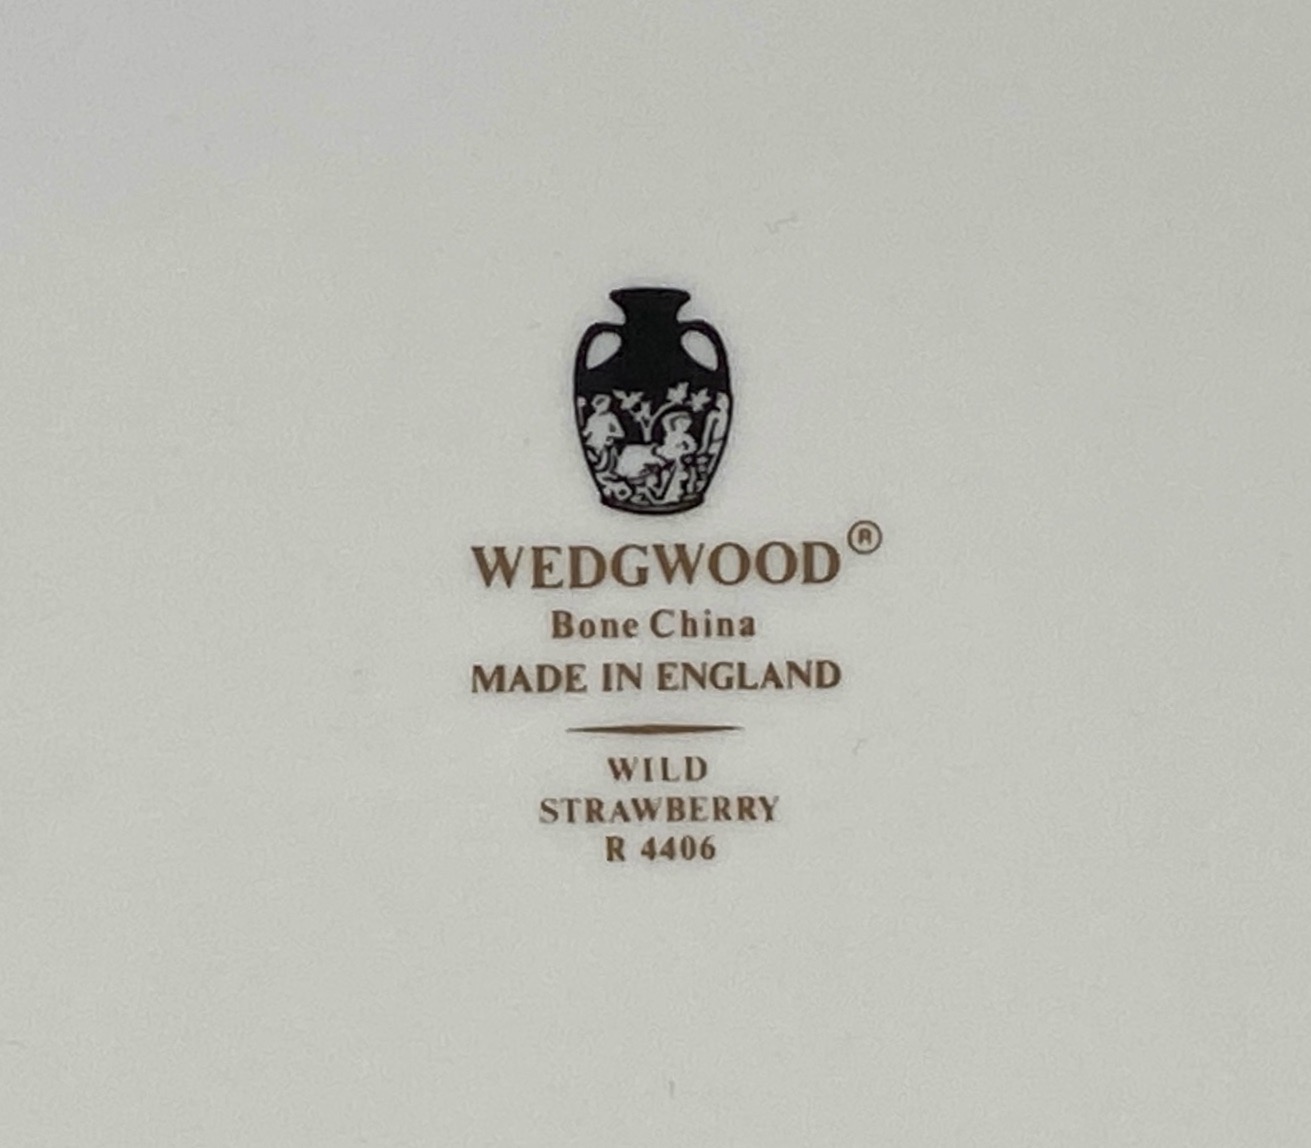 WEDGWOOD®
Bone China
MADE IN ENGLAND
WILD
STRAWBERRY
R 4406